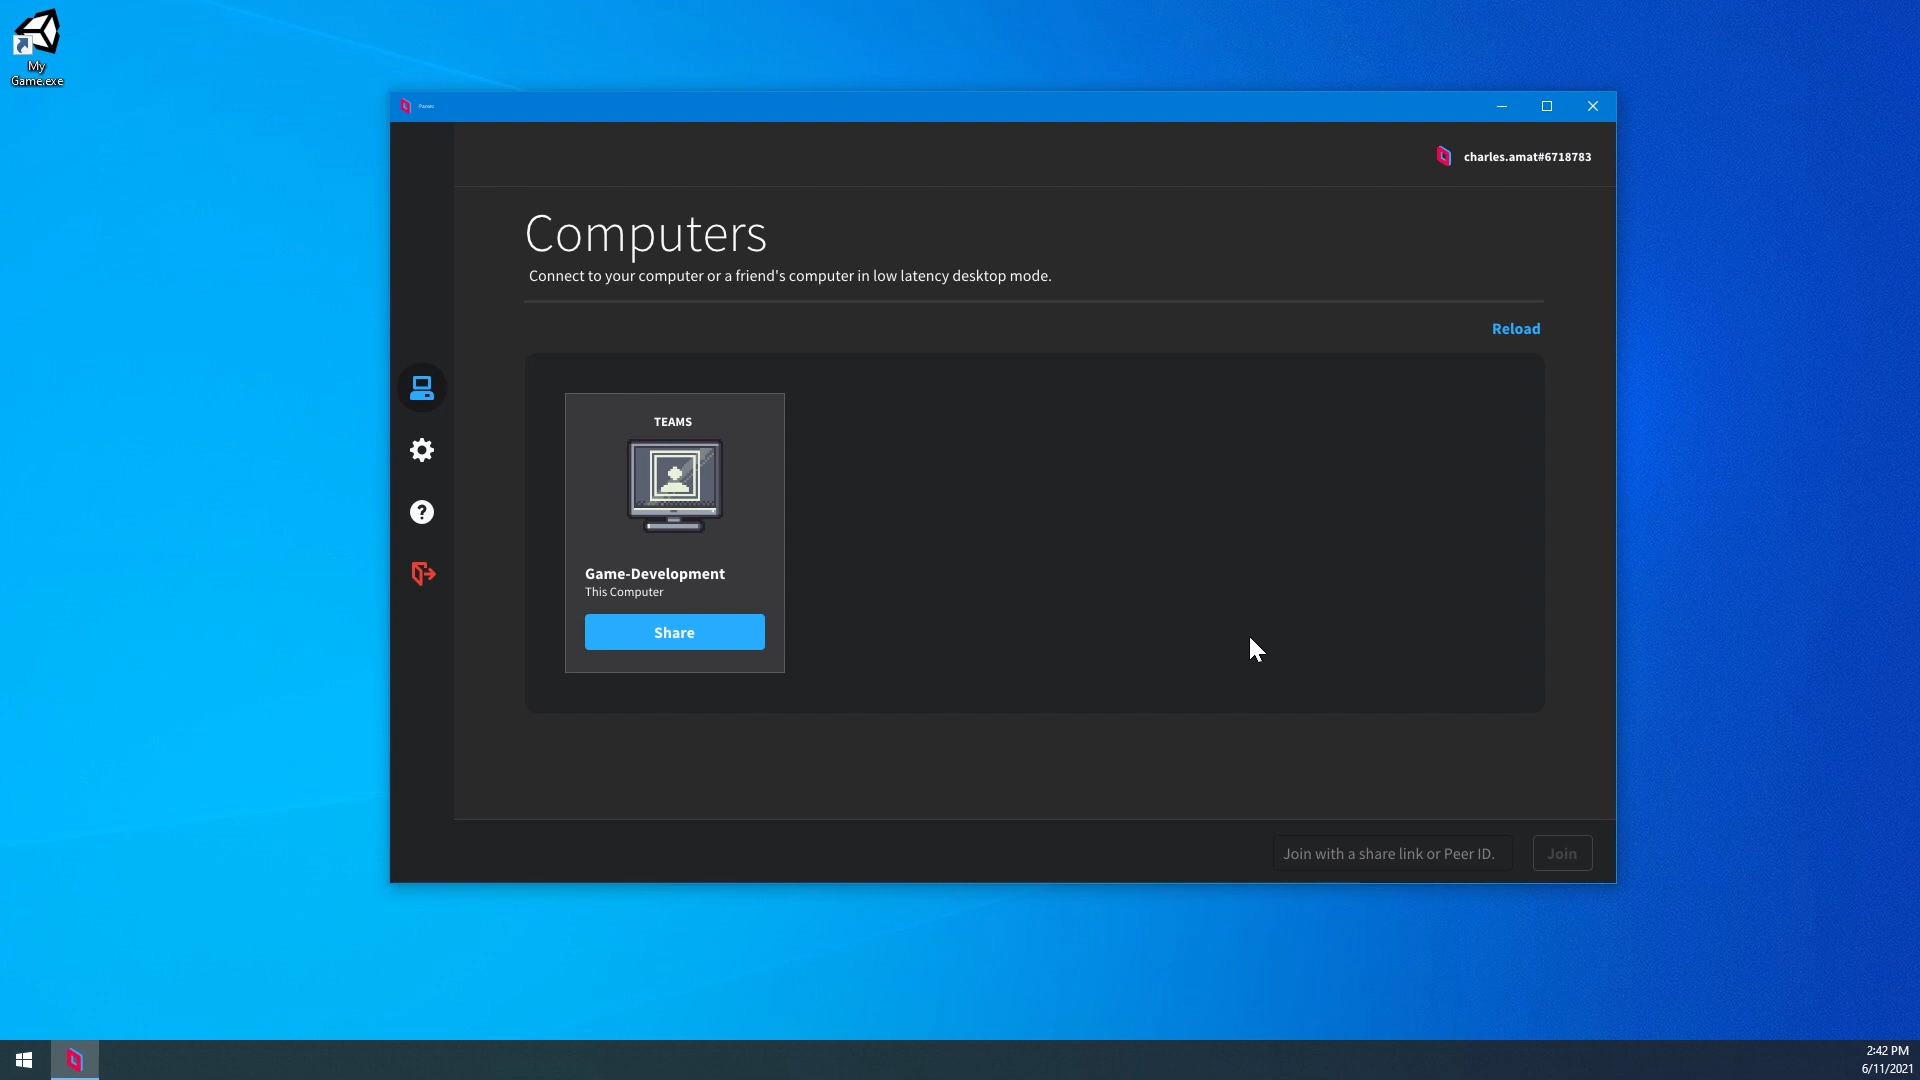 My
Game.exe
Parsec
charles.amat#6718783
Computers
Connect to your computer or a friend's computer in low latency desktop mode.
Reload
TEAMS
Game-Development
This Computer
Share
Join with a share link or Peer ID.
Join
2:42 PM
6/11/2021